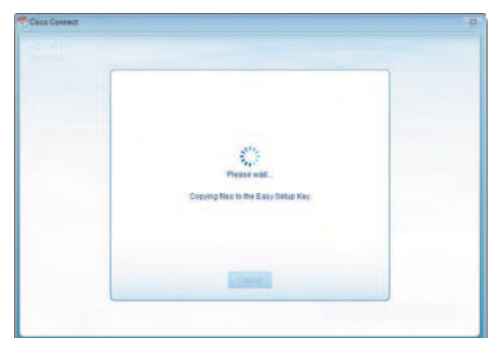 Cisco Connect
Please wait...
Copying files to the Easy Setup Key.
Cancel